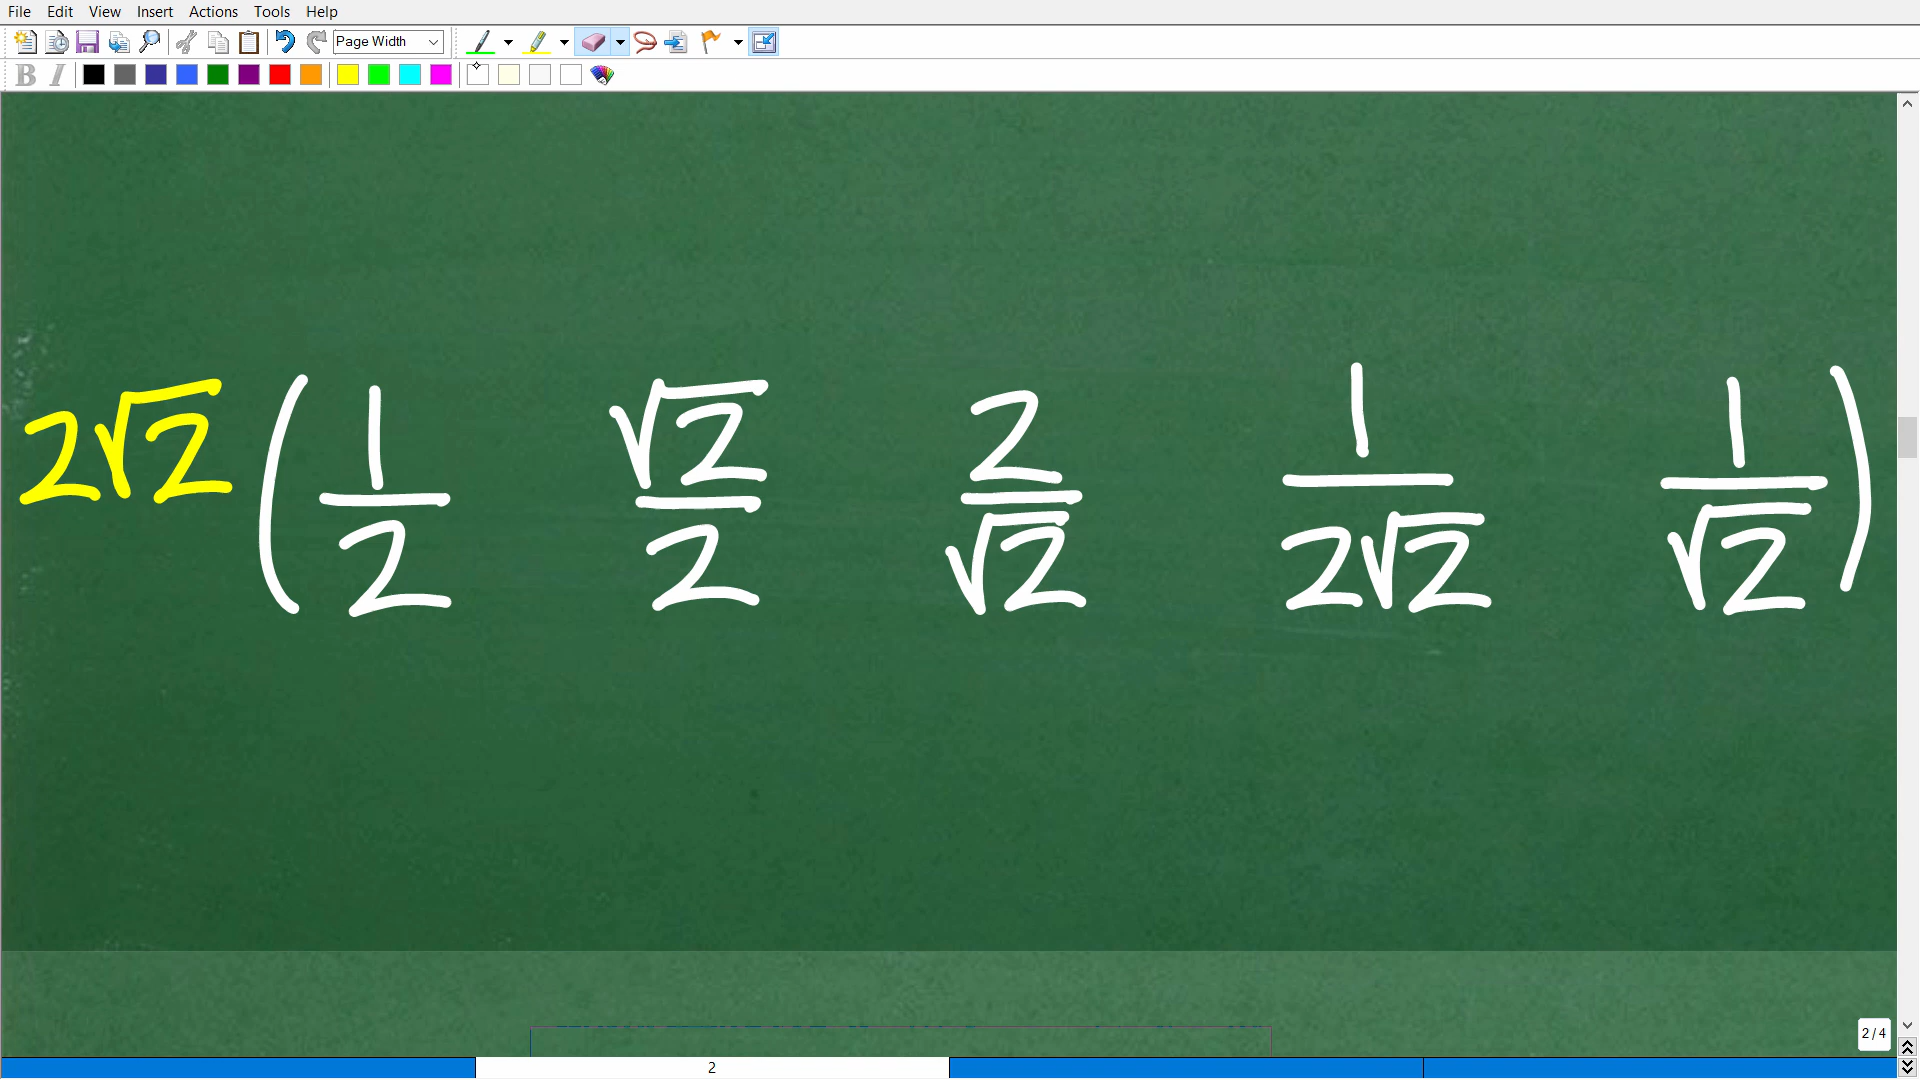 File Edit View Insert Actions Tools Help
Page Width
B I
2√2 ( 1/2 √2/2 2/√2 1/2√2 1/√2 )
2 / 4
2